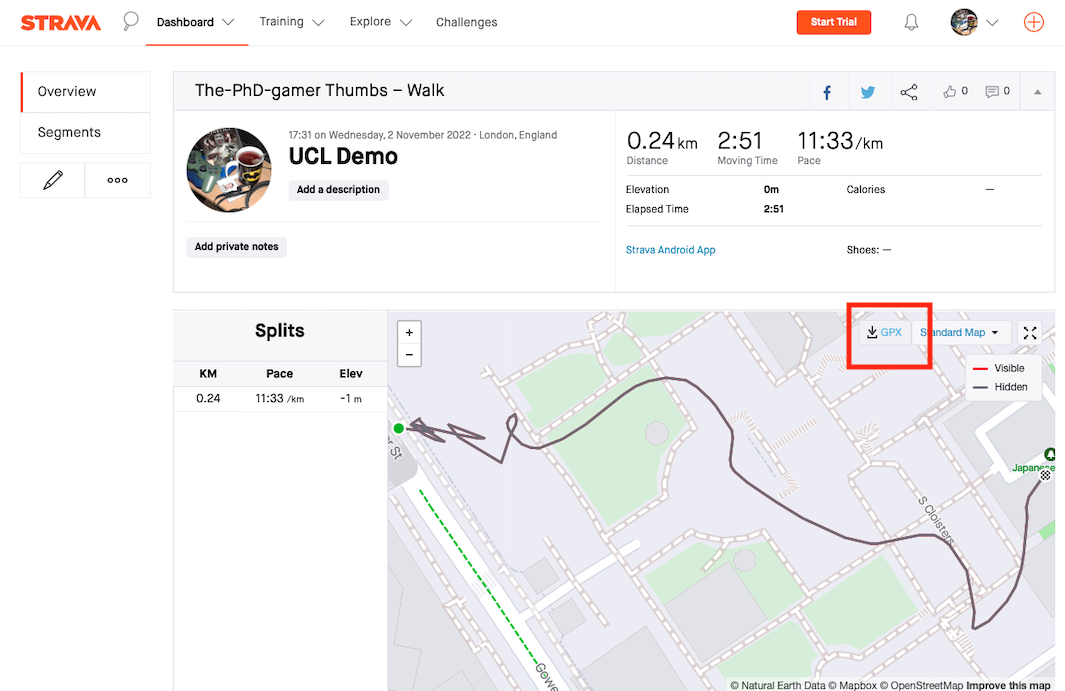 STRAVA Dashboard Training Explore Challenges Start Trial
Overview
Segments
The-PhD-gamer Thumbs – Walk 0 0
17:31 on Wednesday, 2 November 2022 · London, England
UCL Demo
Add a description
Add private notes
0.24 km 2:51 11:33 /km
Distance Moving Time Pace
Elevation 0m Calories —
Elapsed Time 2:51
Strava Android App Shoes: —
Splits
KM Pace Elev
0.24 11:33 /km -1 m
+
−
GPX Standard Map
Visible
Hidden
er St
Japanese
S Cloisters
Gowe
© Natural Earth Data © Mapbox © OpenStreetMap Improve this map